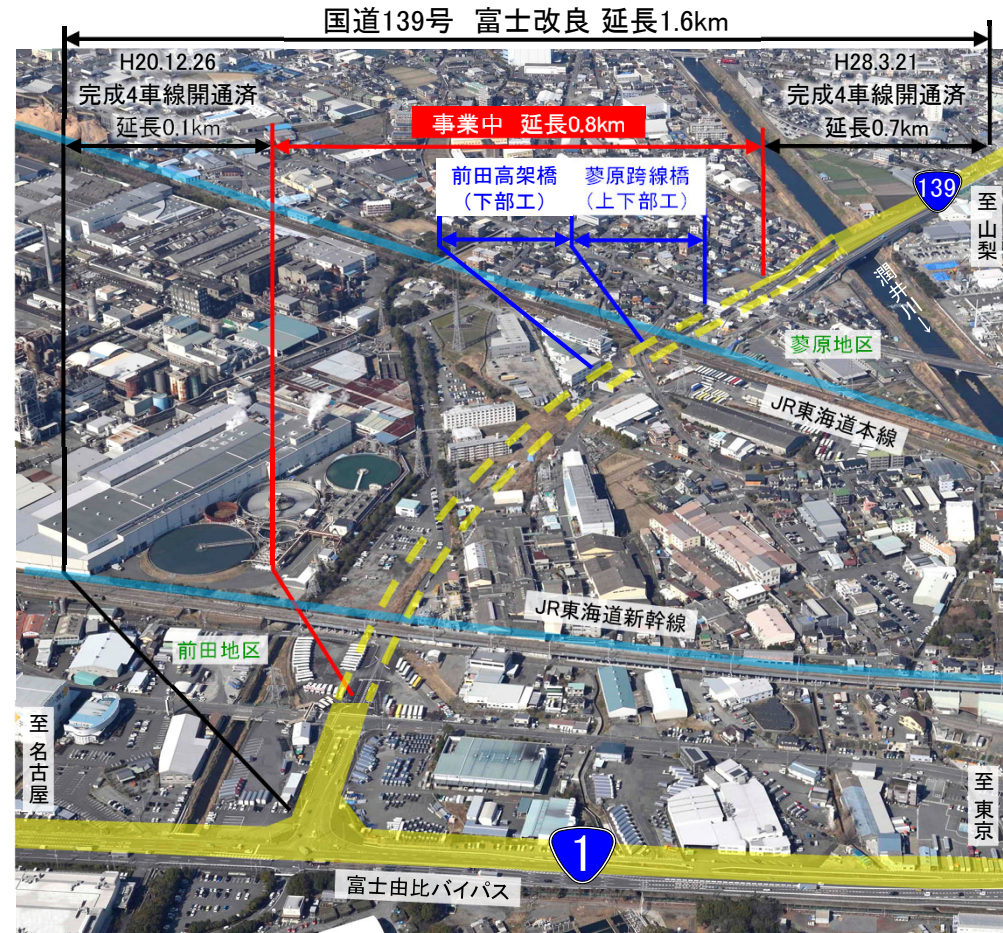 国道139号 富士改良 延長1.6km
H20.12.26
完成4車線開通済
延長0.1km
事業中 延長0.8km
H28.3.21
完成4車線開通済
延長0.7km
前田高架橋
（下部工）
蓼原跨線橋
（上下部工）
139
至山梨
潤井川
蓼原地区
JR東海道本線
JR東海道新幹線
前田地区
至名古屋
至東京
1
富士由比バイパス